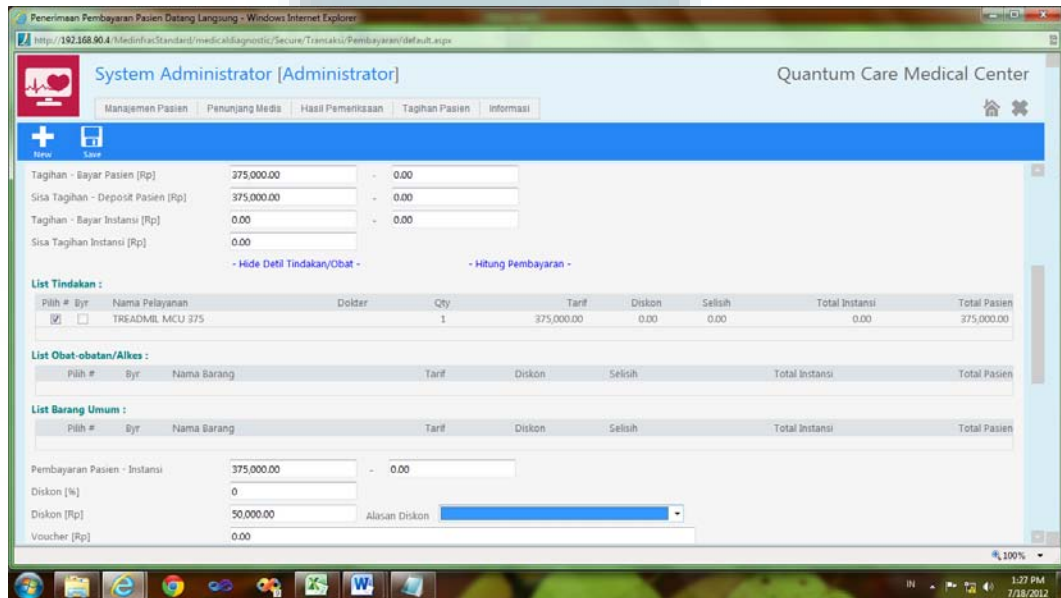 Penerimaan Pembayaran Pasien Datang Langsung - Windows Internet Explorer
http://192.168.90.4/MedinfrasStandard/medicaldiagnostic/Secure/Transaksi/Pembayaran/default.aspx
System Administrator [Administrator] Quantum Care Medical Center
Manajemen Pasien Penunjang Medis Hasil Pemeriksaan Tagihan Pasien Informasi
New Save
Tagihan - Bayar Pasien [Rp] 375,000.00 - 0.00
Sisa Tagihan - Deposit Pasien [Rp] 375,000.00 - 0.00
Tagihan - Bayar Instansi [Rp] 0.00 - 0.00
Sisa Tagihan Instansi [Rp] 0.00
- Hide Detil Tindakan/Obat - - Hitung Pembayaran -
List Tindakan :
Pilih # Byr Nama Pelayanan Dokter Qty Tarif Diskon Selisih Total Instansi Total Pasien
TREADMIL MCU 375 1 375,000.00 0.00 0.00 0.00 375,000.00
List Obat-obatan/Alkes :
Pilih # Byr Nama Barang Tarif Diskon Selisih Total Instansi Total Pasien
List Barang Umum :
Pilih # Byr Nama Barang Tarif Diskon Selisih Total Instansi Total Pasien
Pembayaran Pasien - Instansi 375,000.00 - 0.00
Diskon [%] 0
Diskon [Rp] 50,000.00 Alasan Diskon
Voucher [Rp] 0.00
100%
IN 1:27 PM
7/18/2012